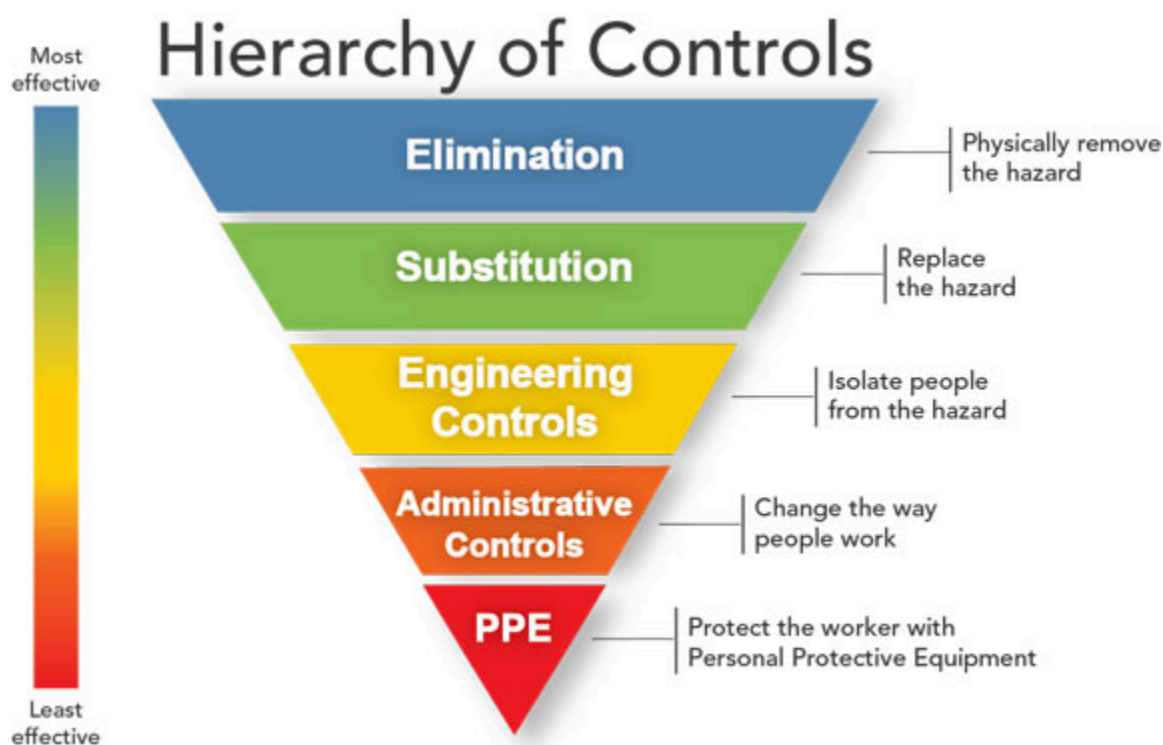 Hierarchy of Controls
Most
effective
Elimination
Physically remove
the hazard
Substitution
Replace
the hazard
Engineering
Controls
Isolate people
from the hazard
Administrative
Controls
Change the way
people work
PPE
Protect the worker with
Personal Protective Equipment
Least
effective